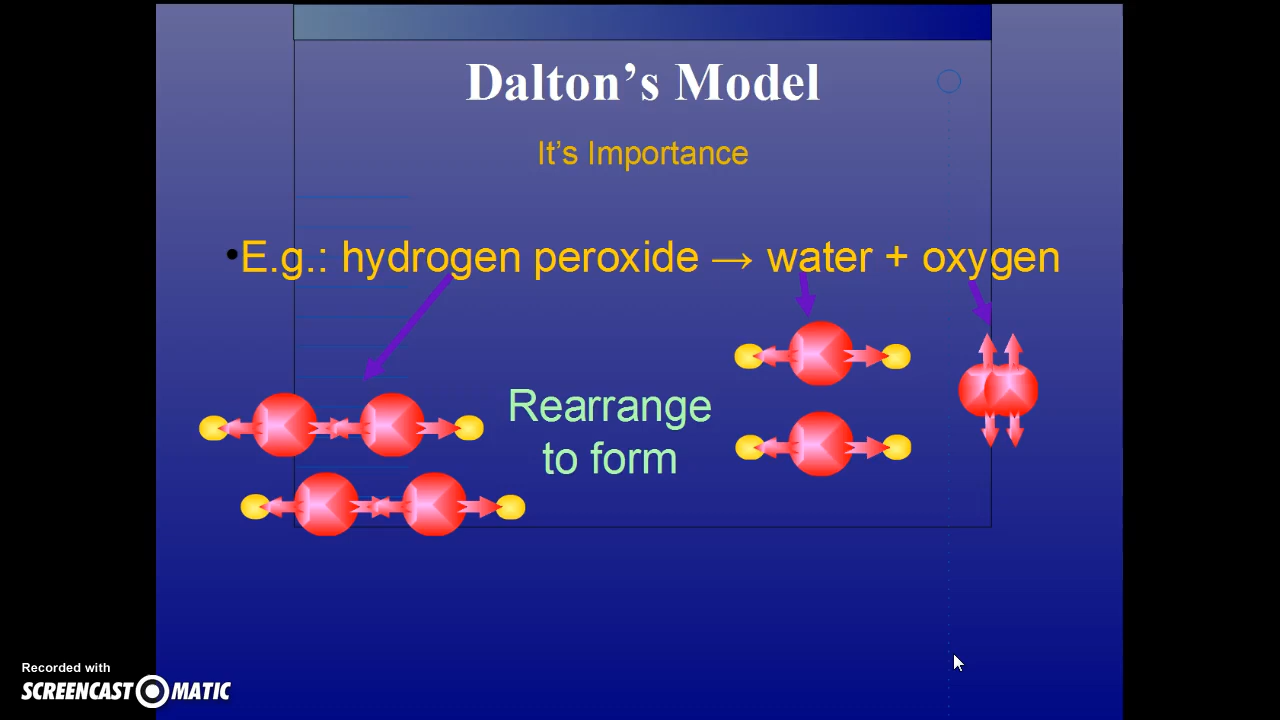 Dalton’s Model
It’s Importance
•E.g.: hydrogen peroxide → water + oxygen
Rearrange
to form
Recorded with
SCREENCAST MATIC